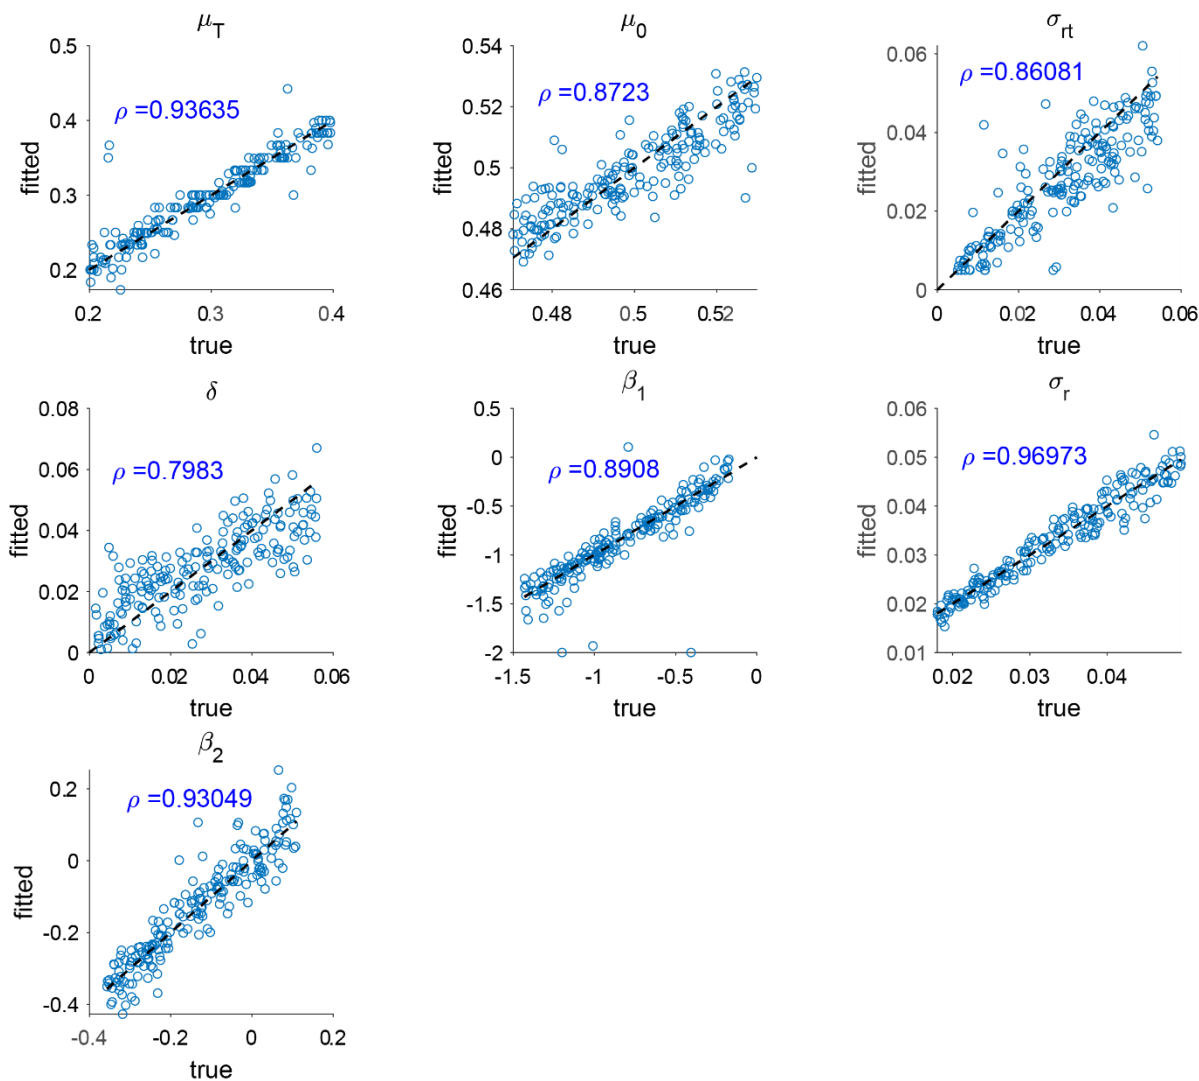 μT
0.5
0.4
0.3
0.2
ρ =0.93635
fitted
0.2
0.3
0.4
true
μ0
0.54
0.52
0.5
0.48
0.46
ρ =0.8723
fitted
0.48
0.5
0.52
true
σrt
0.06
0.04
0.02
0
ρ =0.86081
fitted
0
0.02
0.04
0.06
true
δ
0.08
0.06
0.04
0.02
0
ρ =0.7983
fitted
0
0.02
0.04
0.06
true
β1
0.5
0
-0.5
-1
-1.5
-2
ρ =0.8908
fitted
-1.5
-1
-0.5
0
true
σr
0.06
0.05
0.04
0.03
0.02
0.01
ρ =0.96973
fitted
0.02
0.03
0.04
true
β2
0.2
0
-0.2
-0.4
ρ =0.93049
fitted
-0.4
-0.2
0
0.2
true